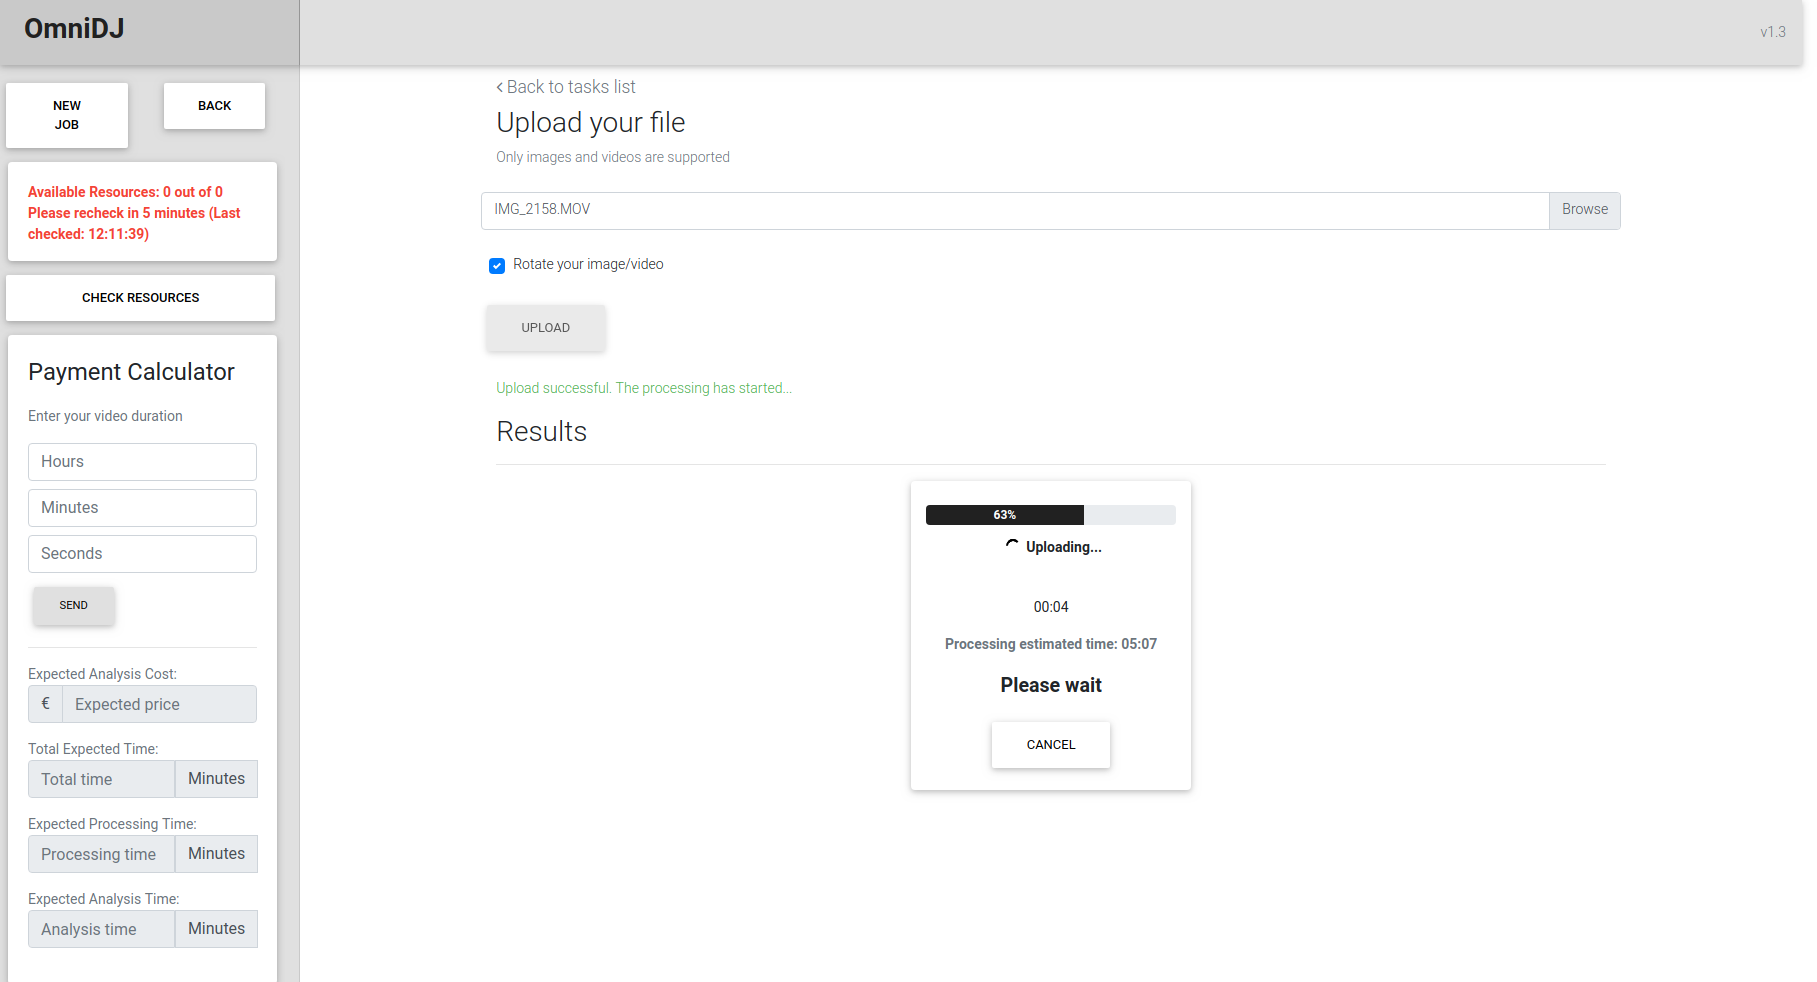 OmniDJ
v1.3
NEW
JOB
BACK
Available Resources: 0 out of 0
Please recheck in 5 minutes (Last
checked: 12:11:39)
CHECK RESOURCES
Payment Calculator
Enter your video duration
Hours
Minutes
Seconds
SEND
Expected Analysis Cost:
€ Expected price
Total Expected Time:
Total time Minutes
Expected Processing Time:
Processing time Minutes
Expected Analysis Time:
Analysis time Minutes
Back to tasks list
Upload your file
Only images and videos are supported
IMG_2158.MOV Browse
Rotate your image/video
UPLOAD
Upload successful. The processing has started...
Results
63%
Uploading...
00:04
Processing estimated time: 05:07
Please wait
CANCEL